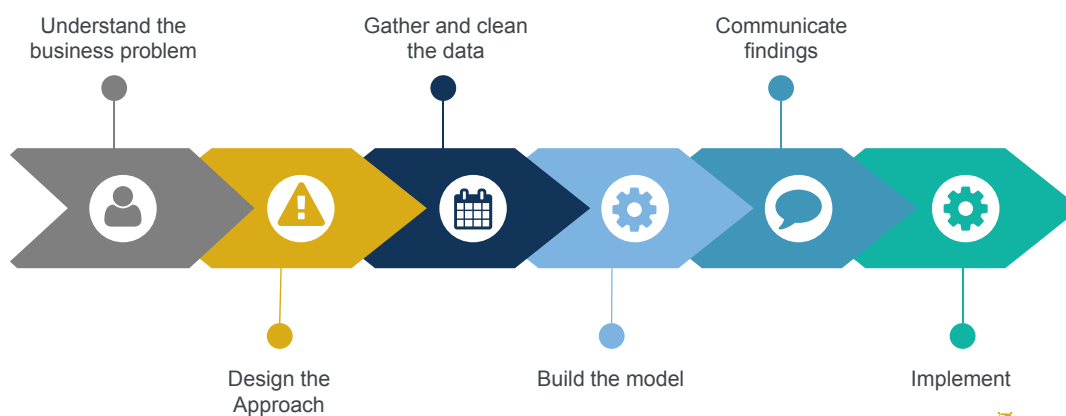 Understand the
business problem
Gather and clean
the data
Communicate
findings
Design the
Approach
Build the model
Implement